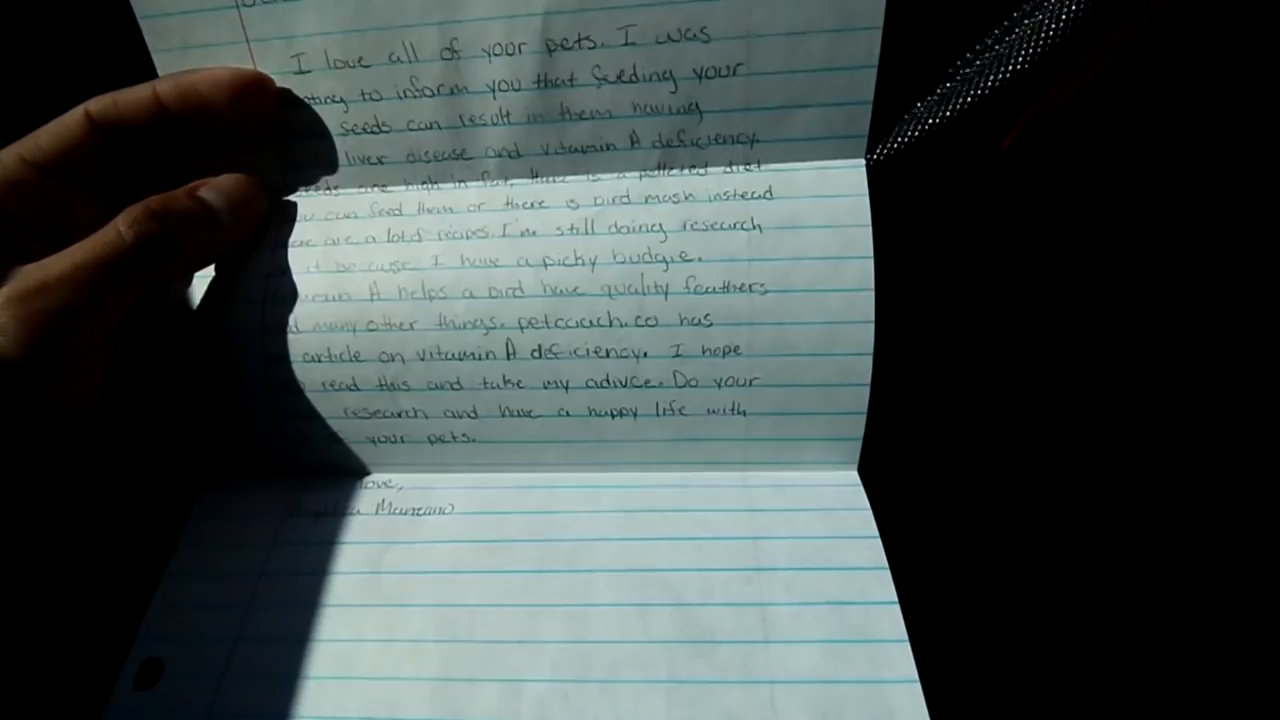 I love all of your pets. I was
to inform you that feeding your
seeds can result in them having
liver disease and vitamin A deficiency.
are high in fat, there is a pelleted diet
can feed them or there is bird mash instead
are a lot of recipes. I'm still doing research
it because I have a picky budgie.
A helps a bird have quality feathers
many other things. petcoach.co has
article on vitamin A deficiency. I hope
read this and take my adivce. Do your
research and have a happy life with
your pets.
love,